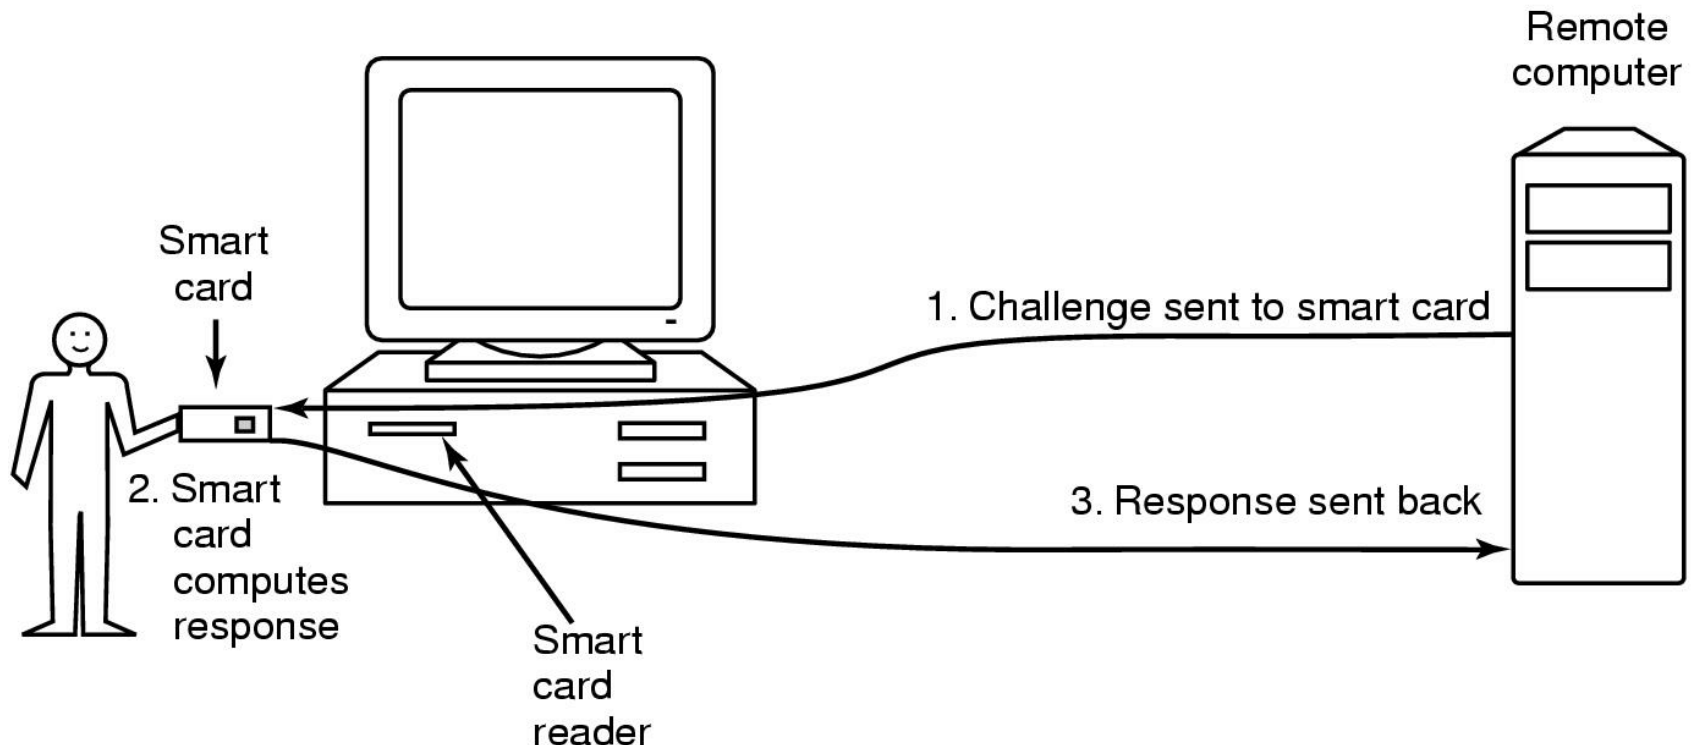 Remote
computer
Smart
card
1. Challenge sent to smart card
2. Smart
card
computes
response
3. Response sent back
Smart
card
reader